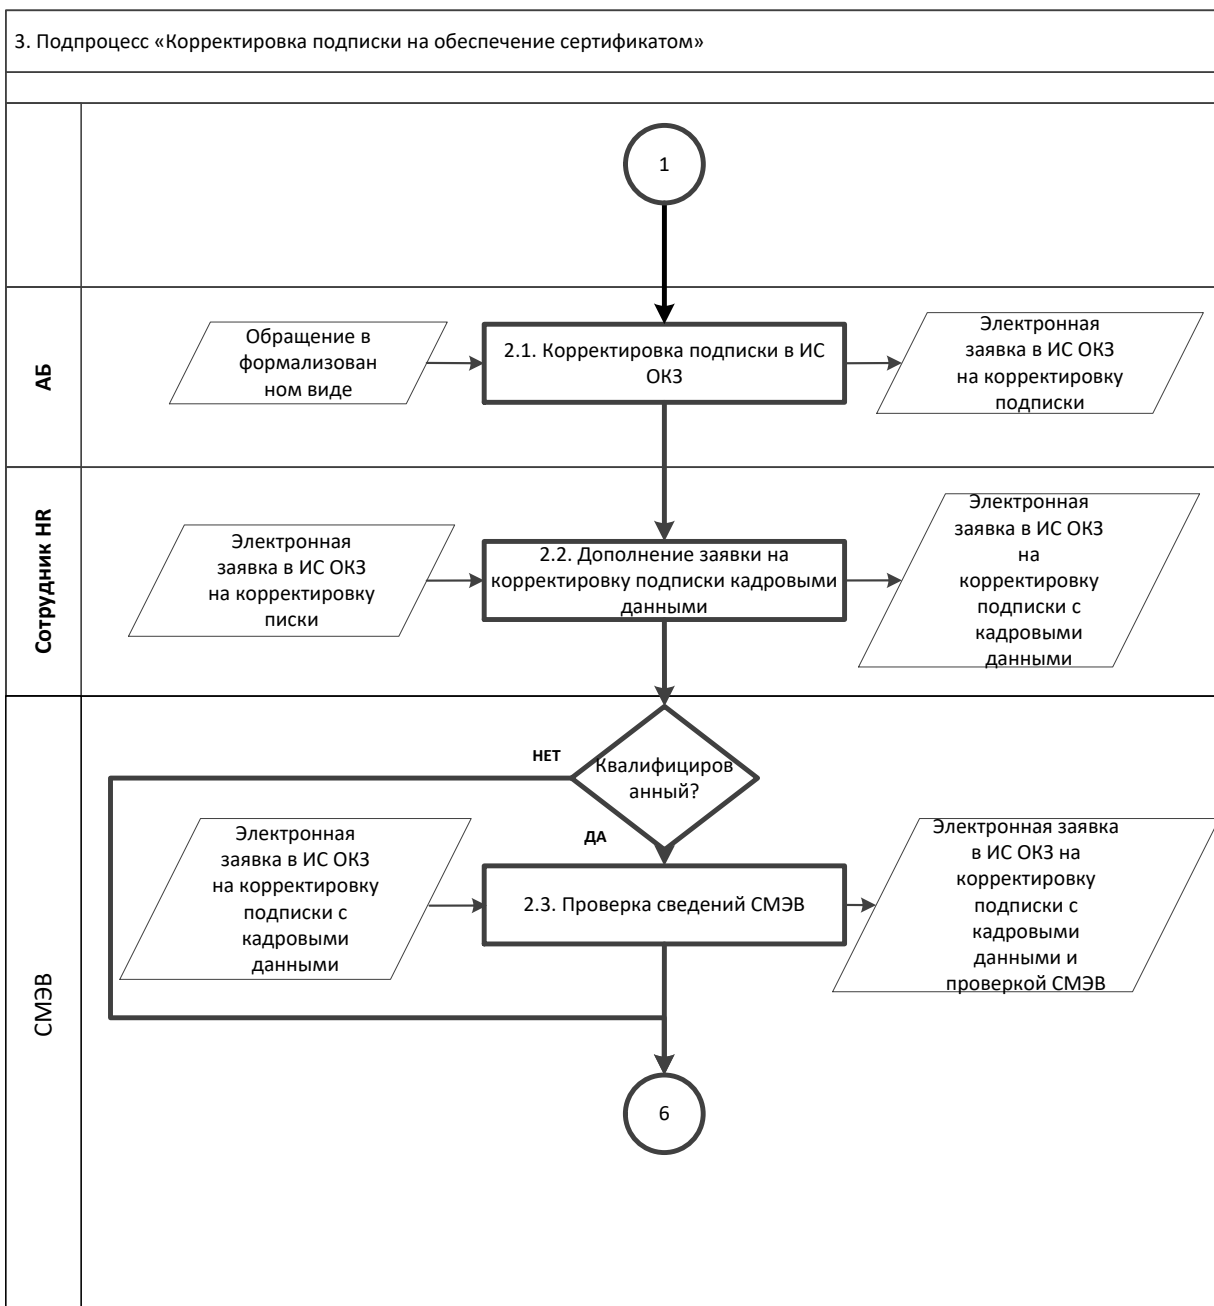 3. Подпроцесс «Корректировка подписки на обеспечение сертификатом»
1
АБ
Обращение в
формализован
ном виде
2.1. Корректировка подписки в ИС
ОКЗ
Электронная
заявка в ИС ОКЗ
на корректировку
подписки
Сотрудник HR
Электронная
заявка в ИС ОКЗ
на корректировку
писки
2.2. Дополнение заявки на
корректировку подписки кадровыми
данными
Электронная
заявка в ИС ОКЗ
на
корректировку
подписки с
кадровыми
данными
СМЭВ
НЕТ
Квалифициров
анный?
ДА
Электронная
заявка в ИС ОКЗ
на корректировку
подписки с
кадровыми
данными
2.3. Проверка сведений СМЭВ
Электронная заявка
в ИС ОКЗ на
корректировку
подписки с
кадровыми
данными и
проверкой СМЭВ
6